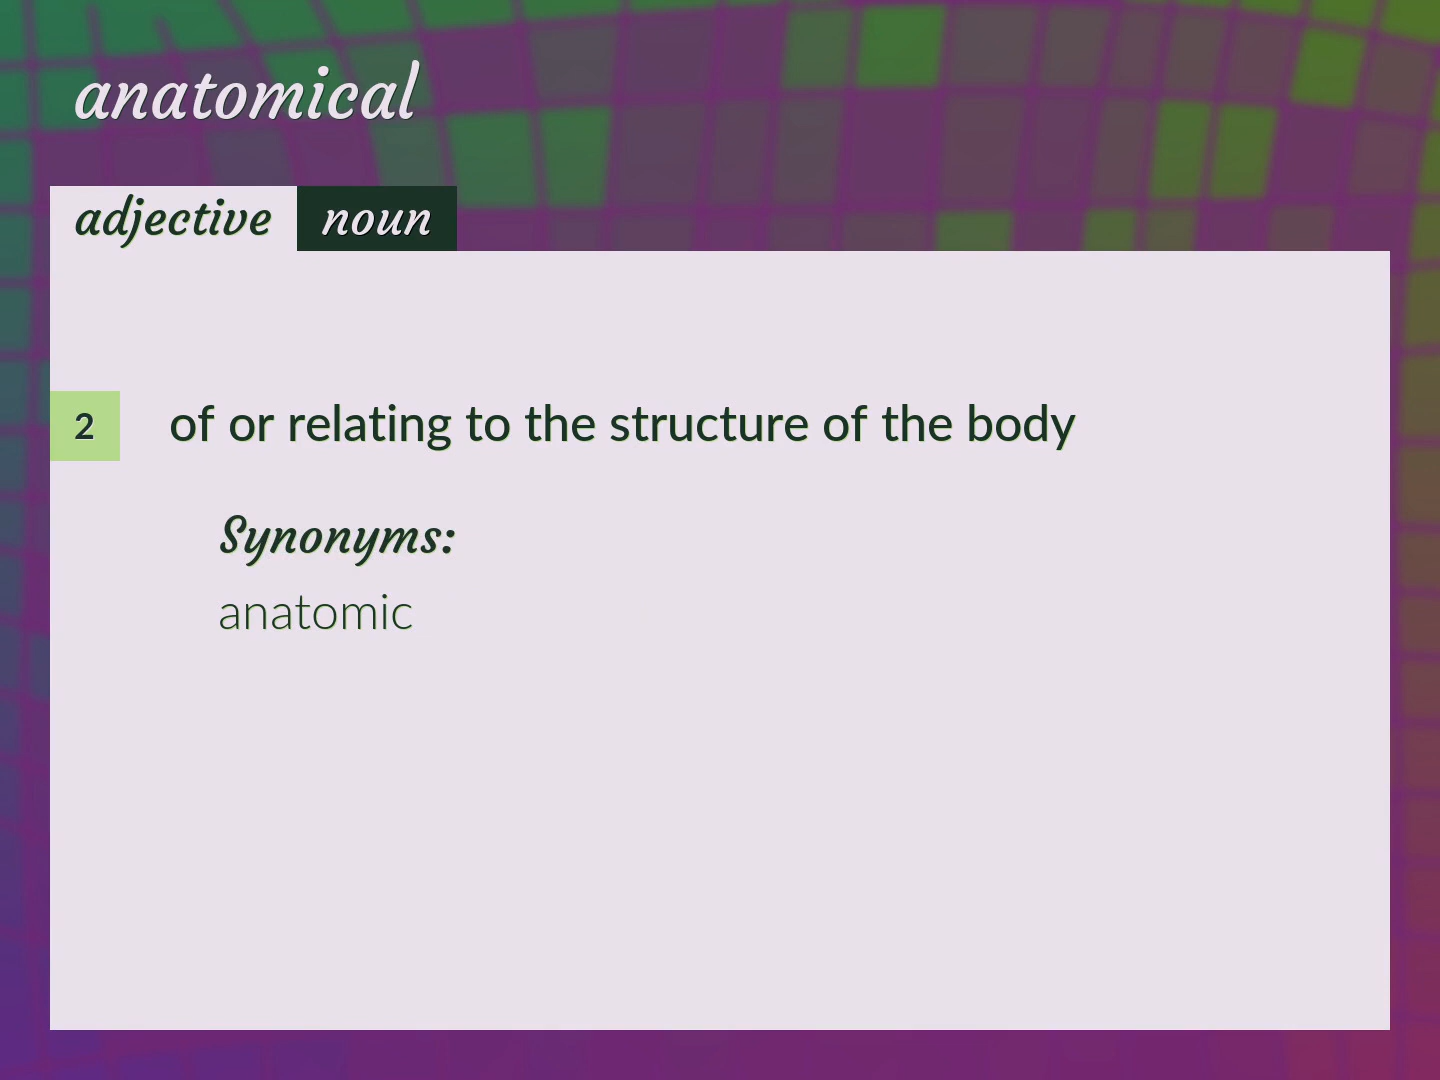 anatomical
adjective noun
2 of or relating to the structure of the body
Synonyms:
anatomic